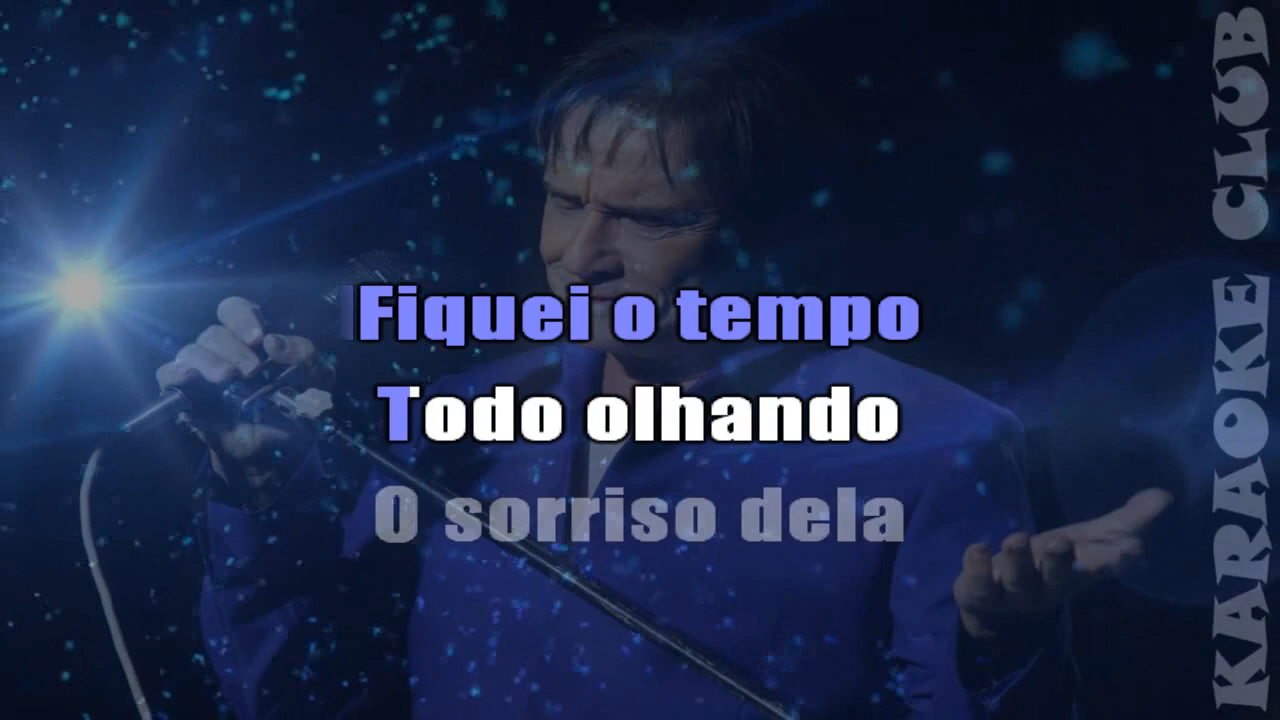 Fiquei o tempo
Todo olhando
O sorriso dela
KARAOKE CLUB